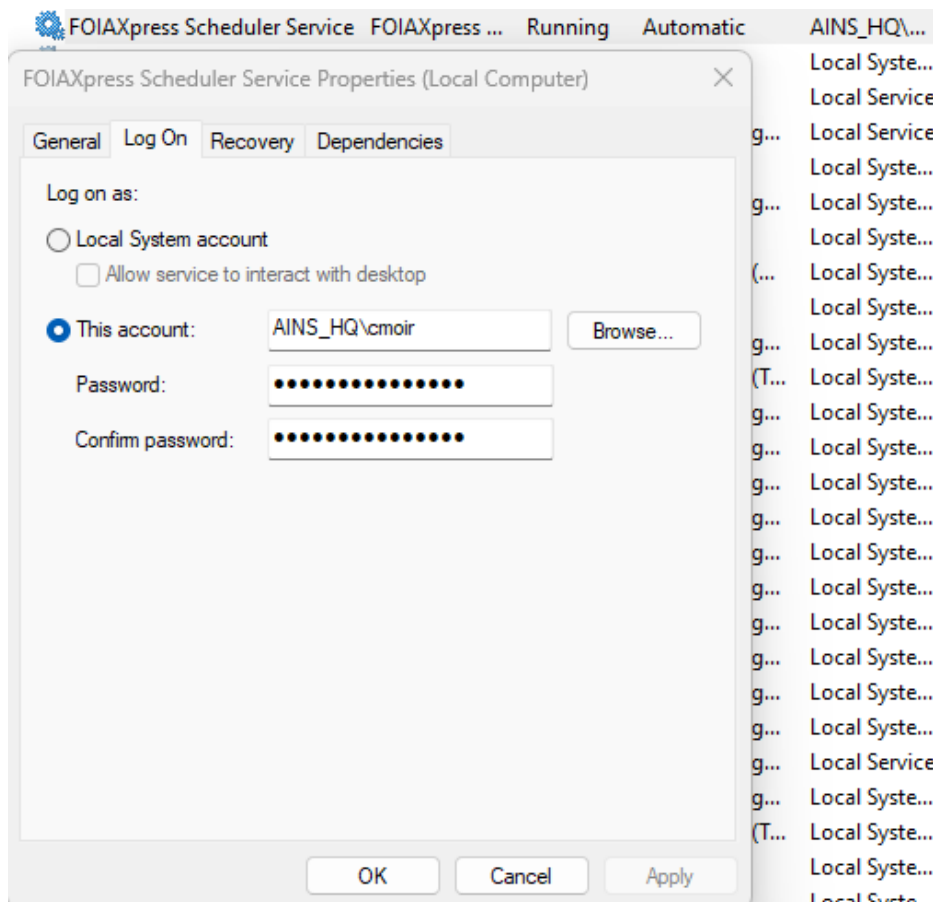 FOIAXpress Scheduler Service FOIAXpress ... Running Automatic AINS_HQ\...
FOIAXpress Scheduler Service Properties (Local Computer)
General Log On Recovery Dependencies
Log on as:
Local System account
Allow service to interact with desktop
This account: AINS_HQ\cmoir Browse...
Password: •••••••••••••••
Confirm password: •••••••••••••••
OK Cancel Apply
Local Syste...
Local Service
g... Local Service
Local Syste...
g... Local Syste...
Local Syste...
(... Local Syste...
Local Syste...
g... Local Syste...
(T... Local Syste...
g... Local Syste...
g... Local Syste...
g... Local Syste...
g... Local Syste...
g... Local Syste...
g... Local Syste...
g... Local Syste...
g... Local Syste...
g... Local Syste...
g... Local Syste...
g... Local Service
g... Local Syste...
(T... Local Syste...
Local Syste...